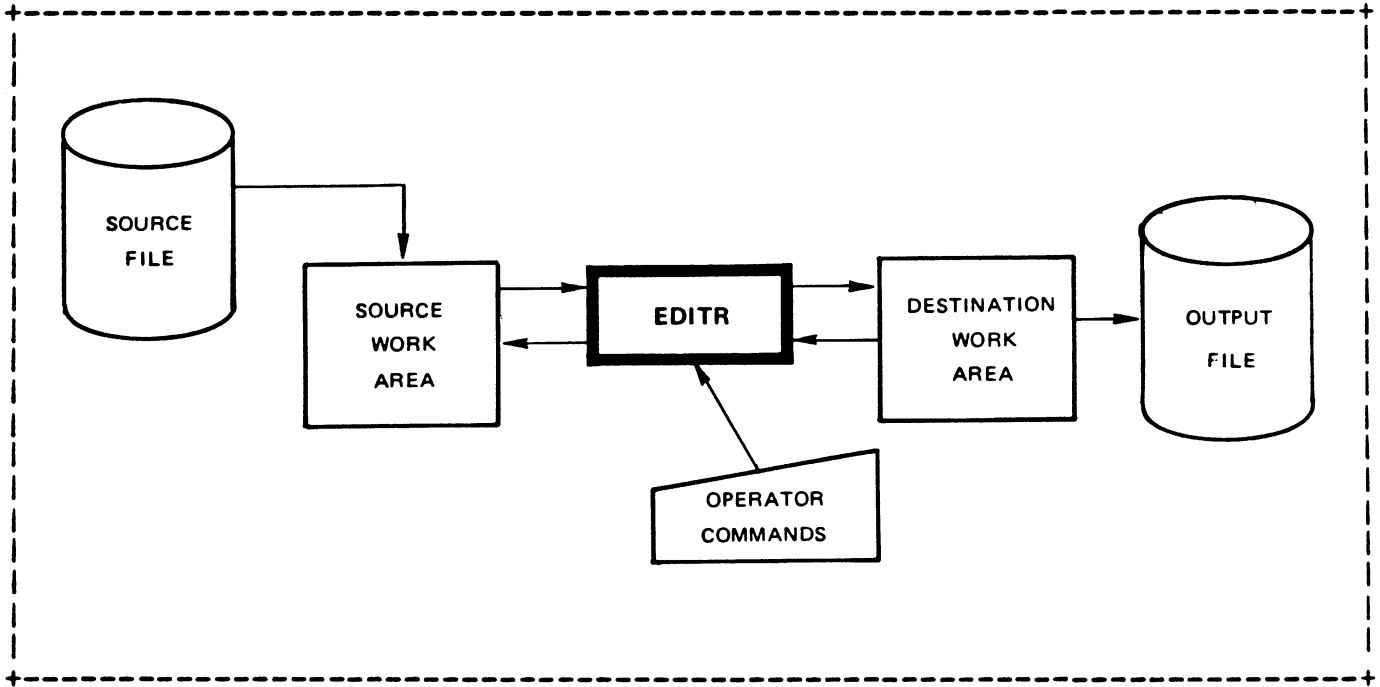 SOURCE
FILE
SOURCE
WORK
AREA
EDITR
DESTINATION
WORK
AREA
OUTPUT
FILE
OPERATOR
COMMANDS